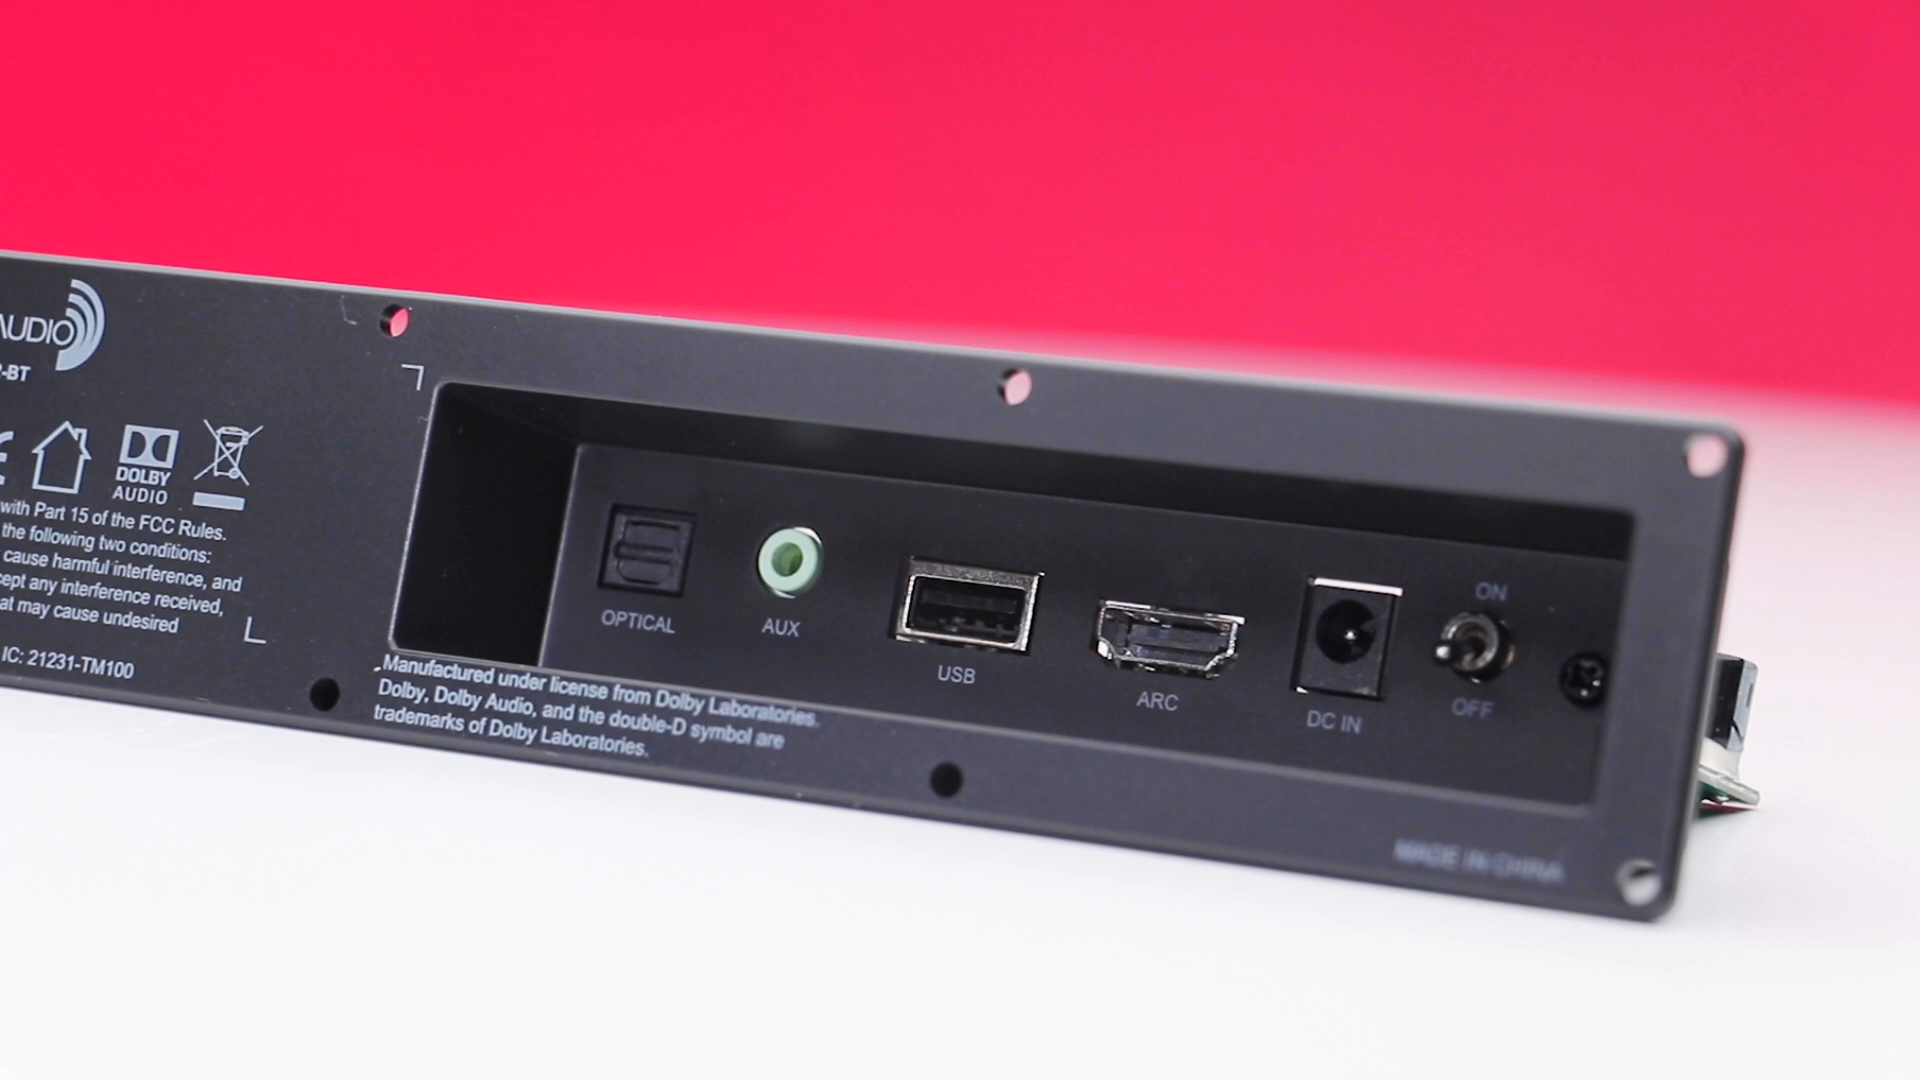 AUDIO
-BT
DOLBY
AUDIO
with Part 15 of the FCC Rules.
the following two conditions:
cause harmful interference, and
any interference received,
may cause undesired
IC: 21231-TM100
OPTICAL
AUX
USB
ARC
DC IN
ON
OFF
Manufactured under license from Dolby Laboratories.
Dolby, Dolby Audio, and the double-D symbol are
trademarks of Dolby Laboratories.
MADE IN CHINA